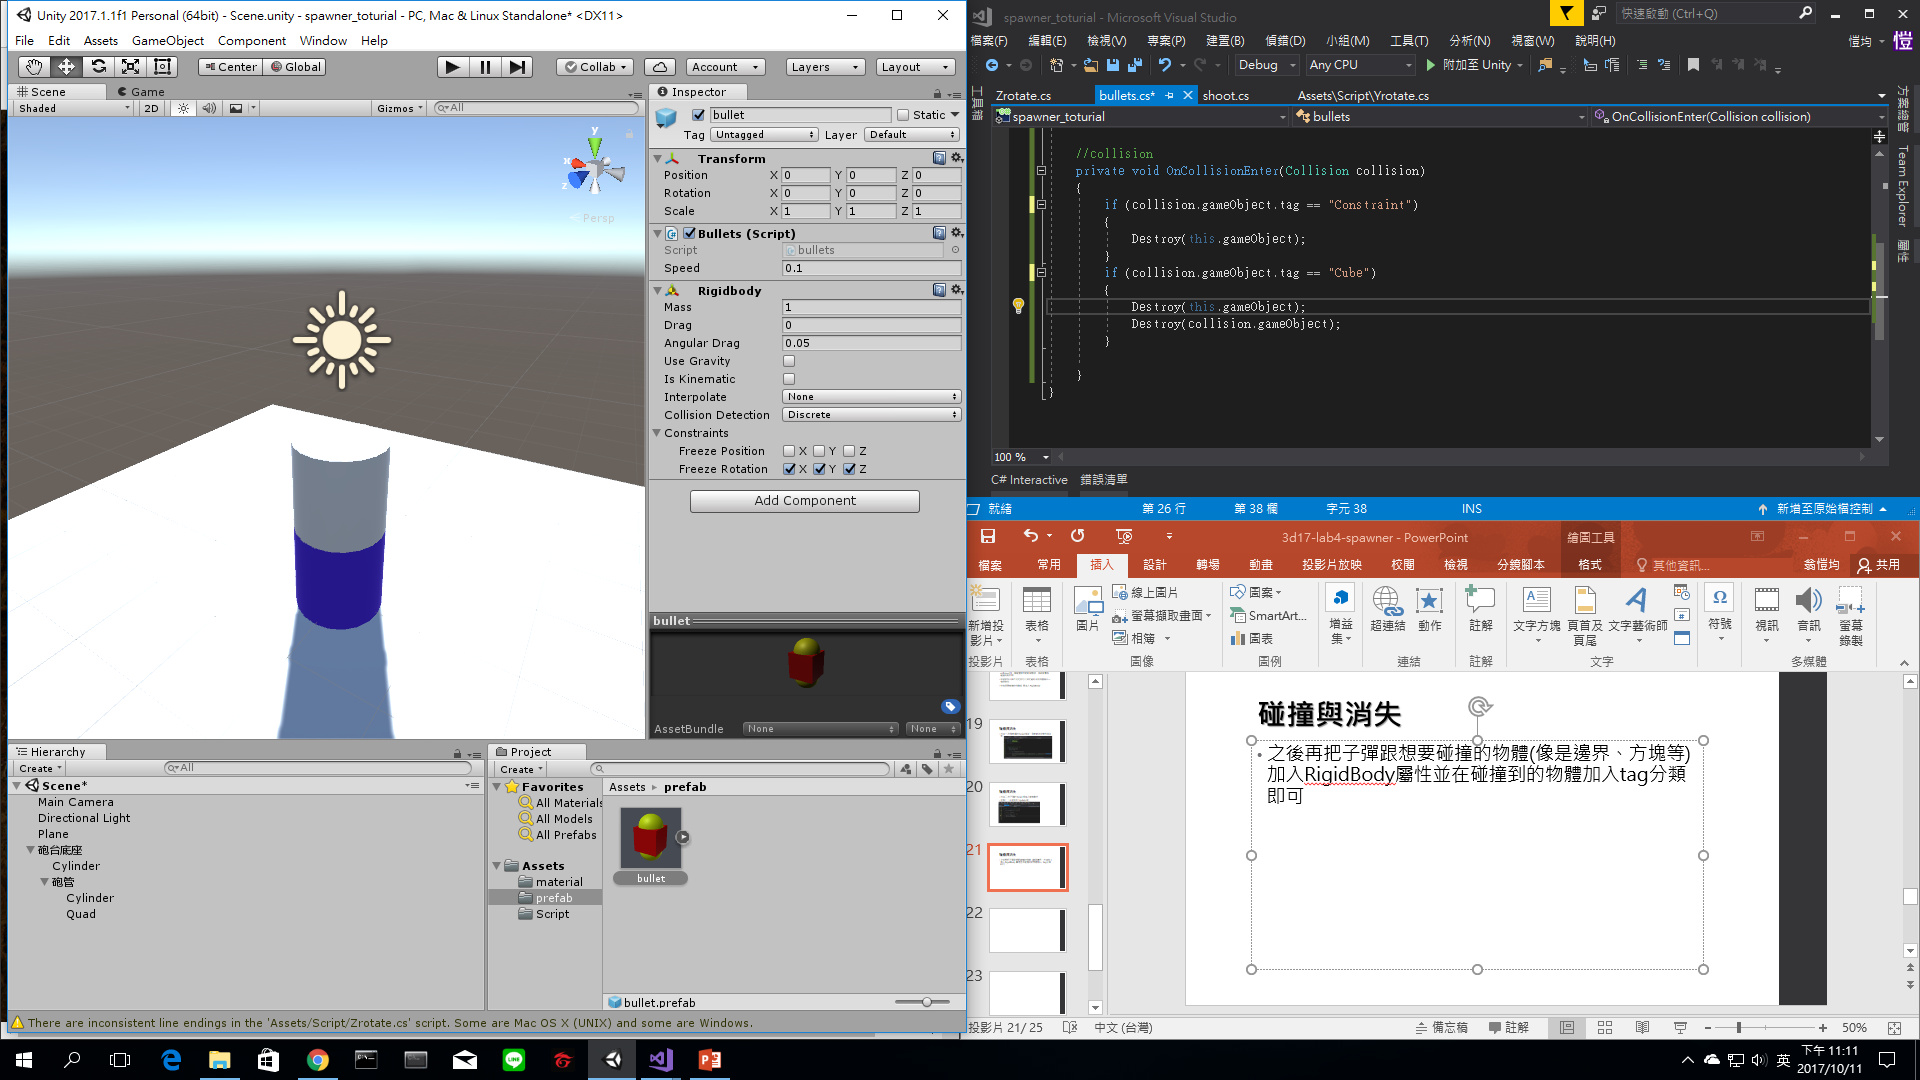 Unity 2017.1.1f1 Personal (64bit) - Scene.unity - spawner_toturial - PC, Mac & Linux Standalone* <DX11>
File Edit Assets GameObject Component Window Help
Center Global Collab Account Layers Layout
Scene Game
Shaded 2D Gizmos All
y x z Persp
Inspector
bullet Static
Tag Untagged Layer Default
Transform
Position X 0 Y 0 Z 0
Rotation X 0 Y 0 Z 0
Scale X 1 Y 1 Z 1
Bullets (Script)
Script bullets
Speed 0.1
Rigidbody
Mass 1
Drag 0
Angular Drag 0.05
Use Gravity
Is Kinematic
Interpolate None
Collision Detection Discrete
Constraints
Freeze Position X Y Z
Freeze Rotation X Y Z
Add Component
bullet
AssetBundle None None
Hierarchy
Create All
Scene*
Main Camera
Directional Light
Plane
砲台底座
Cylinder
砲管
Cylinder
Quad
Project
Create
Favorites
All Materials
All Models
All Prefabs
Assets
material
prefab
Script
Assets prefab
bullet
bullet.prefab
There are inconsistent line endings in the 'Assets/Script/Zrotate.cs' script. Some are Mac OS X (UNIX) and some are Windows.
spawner_toturial - Microsoft Visual Studio
快速啟動 (Ctrl+Q)
檔案(F) 編輯(E) 檢視(V) 專案(P) 建置(B) 偵錯(D) 小組(M) 工具(T) 分析(N) 視窗(W) 說明(H) 愷均 愷
Debug Any CPU 附加至 Unity
工具箱
Zrotate.cs bullets.cs* shoot.cs Assets\Script\Yrotate.cs
spawner_toturial bullets OnCollisionEnter(Collision collision)
//collision
private void OnCollisionEnter(Collision collision)
{
if (collision.gameObject.tag == "Constraint")
{
Destroy(this.gameObject);
}
if (collision.gameObject.tag == "Cube")
{
Destroy(this.gameObject);
Destroy(collision.gameObject);
}
}
}
方案總管
Team Explorer
屬性
100 %
C# Interactive 錯誤清單
就緒 第 26 行 第 38 欄 字元 38 INS 新增至原始檔控制
3d17-lab4-spawner - PowerPoint 繪圖工具
檔案 常用 插入 設計 轉場 動畫 投影片放映 校閱 檢視 分鏡腳本 格式 其他資訊... 翁愷均 共用
新增投影片 表格 圖片 線上圖片 螢幕擷取畫面 相簿 圖案 SmartArt... 圖表 增益集 超連結 動作 註解 文字方塊 頁首及頁尾 文字藝術師 符號 視訊 音訊 螢幕錄製
投影片 表格 圖像 圖例 連結 註解 文字 多媒體
19
20
21
22
23
碰撞與消失
• 之後再把子彈跟想要碰撞的物體(像是邊界、方塊等)
加入RigidBody屬性並在碰撞到的物體加入tag分類
即可
投影片 21/ 25 中文 (台灣) 備忘稿 註解 50%
英 下午 11:11
2017/10/11